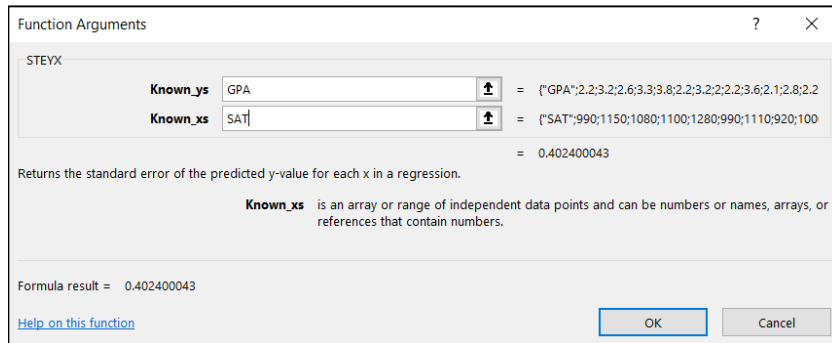 Function Arguments ? ×
STEYX
Known_ys GPA = {"GPA";2.2;3.2;2.6;3.3;3.8;2.2;3.2;2;2.2;3.6;2.1;2.8;2.2
Known_xs SAT = {"SAT";990;1150;1080;1100;1280;990;1110;920;100
= 0.402400043
Returns the standard error of the predicted y-value for each x in a regression.
Known_xs is an array or range of independent data points and can be numbers or names, arrays, or
references that contain numbers.
Formula result = 0.402400043
Help on this function OK Cancel